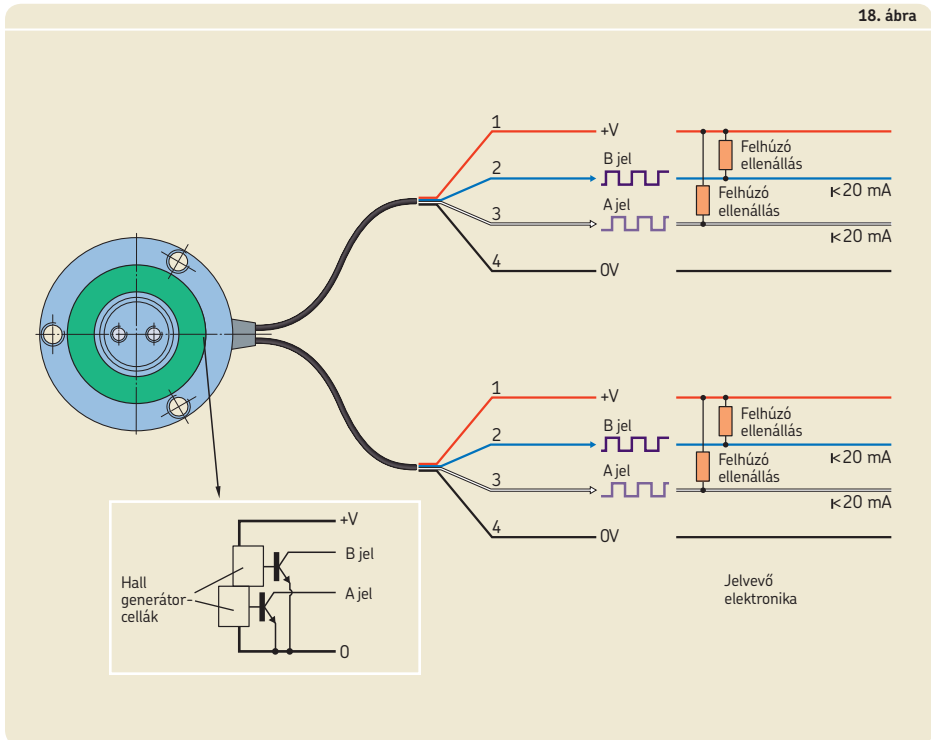 18. ábra
1
+V
B jel
Felhúzó
ellenállás
2
I<20 mA
A jel
Felhúzó
ellenállás
3
I<20 mA
4
0V
1
+V
B jel
Felhúzó
ellenállás
2
I<20 mA
A jel
Felhúzó
ellenállás
3
I<20 mA
4
0V
Jelvevő
elektronika
+V
B jel
Hall
generátor-
cellák
A jel
0